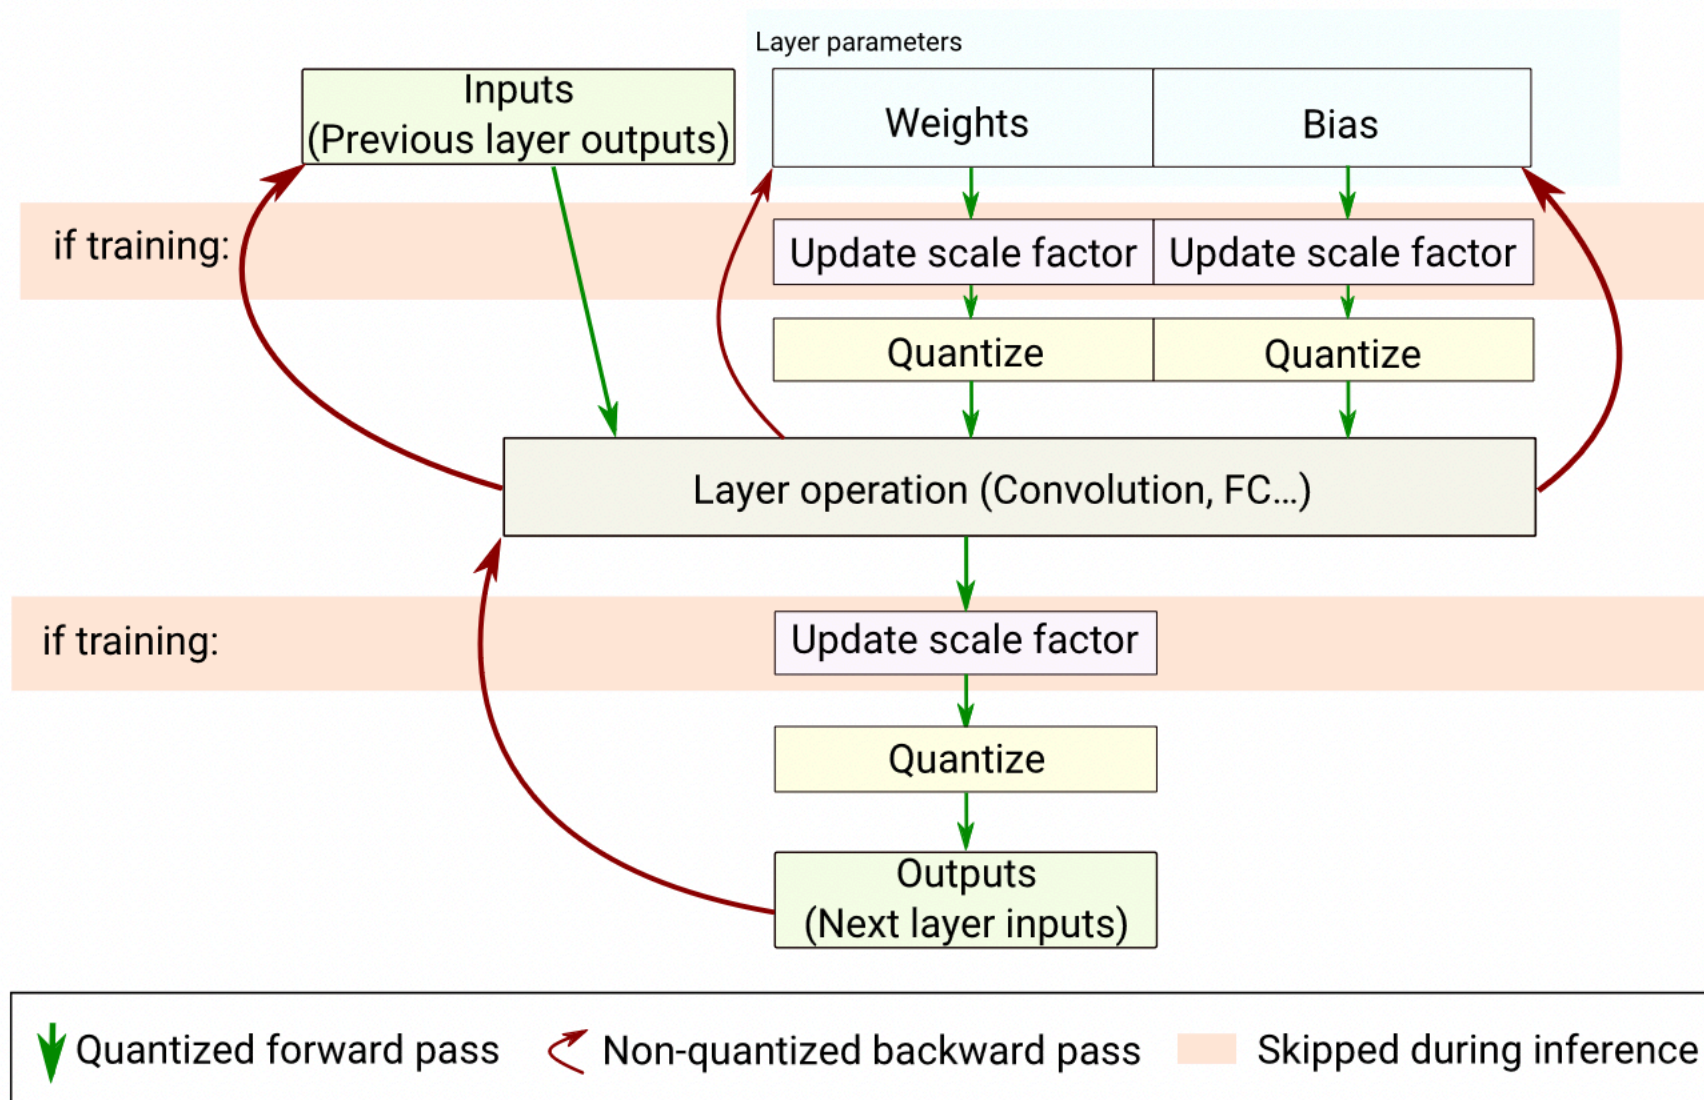 Layer parameters
Inputs
(Previous layer outputs)
Weights
Bias
if training:
Update scale factor
Update scale factor
Quantize
Quantize
Layer operation (Convolution, FC...)
if training:
Update scale factor
Quantize
Outputs
(Next layer inputs)
Quantized forward pass
Non-quantized backward pass
Skipped during inference